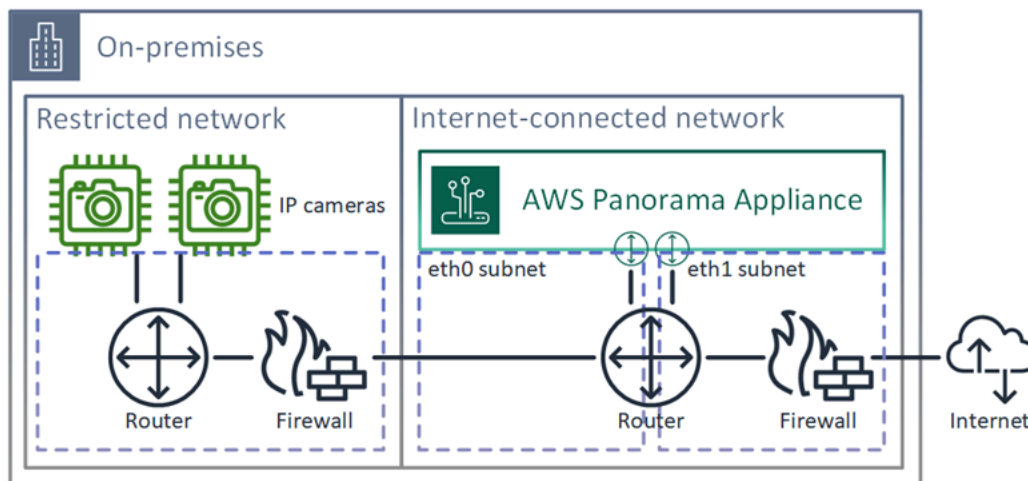 On-premises
Restricted network
Internet-connected network
IP cameras
AWS Panorama Appliance
eth0 subnet
eth1 subnet
Router
Firewall
Router
Firewall
Internet